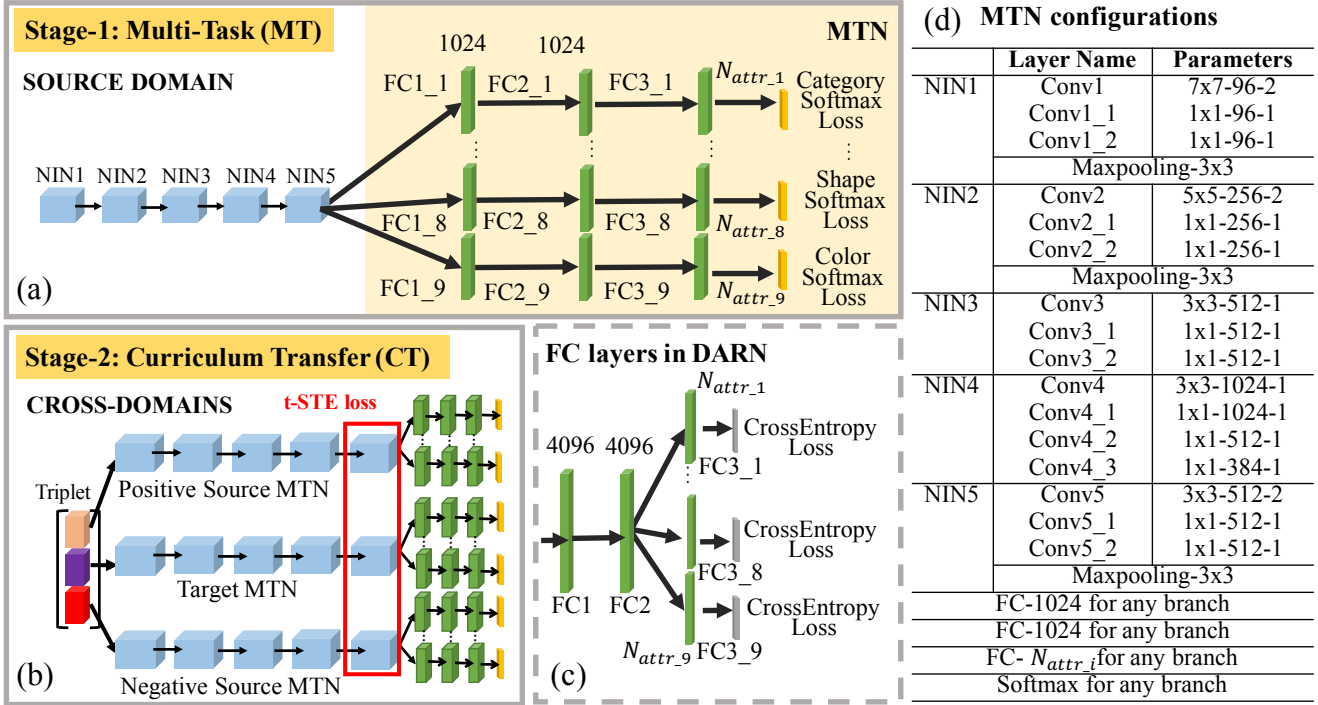 Stage-1: Multi-Task (MT)
SOURCE DOMAIN
MTN
NIN1
NIN2
NIN3
NIN4
NIN5
1024
1024
FC1_1
FC2_1
FC3_1
N_attr_1
Category
Softmax
Loss
FC1_8
FC2_8
FC3_8
N_attr_8
Shape
Softmax
Loss
FC1_9
FC2_9
FC3_9
N_attr_9
Color
Softmax
Loss
(a)
Stage-2: Curriculum Transfer (CT)
CROSS-DOMAINS
t-STE loss
Triplet
Positive Source MTN
Target MTN
Negative Source MTN
(b)
FC layers in DARN
N_attr_1
4096
4096
FC1
FC2
CrossEntropy
Loss
FC3_1
CrossEntropy
Loss
FC3_8
CrossEntropy
Loss
FC3_9
N_attr_9
(c)
(d) MTN configurations
Layer Name Parameters
NIN1 Conv1 7x7-96-2
Conv1_1 1x1-96-1
Conv1_2 1x1-96-1
Maxpooling-3x3
NIN2 Conv2 5x5-256-2
Conv2_1 1x1-256-1
Conv2_2 1x1-256-1
Maxpooling-3x3
NIN3 Conv3 3x3-512-1
Conv3_1 1x1-512-1
Conv3_2 1x1-512-1
NIN4 Conv4 3x3-1024-1
Conv4_1 1x1-1024-1
Conv4_2 1x1-512-1
Conv4_3 1x1-384-1
NIN5 Conv5 3x3-512-2
Conv5_1 1x1-512-1
Conv5_2 1x1-512-1
Maxpooling-3x3
FC-1024 for any branch
FC-1024 for any branch
FC- N_attr_i for any branch
Softmax for any branch